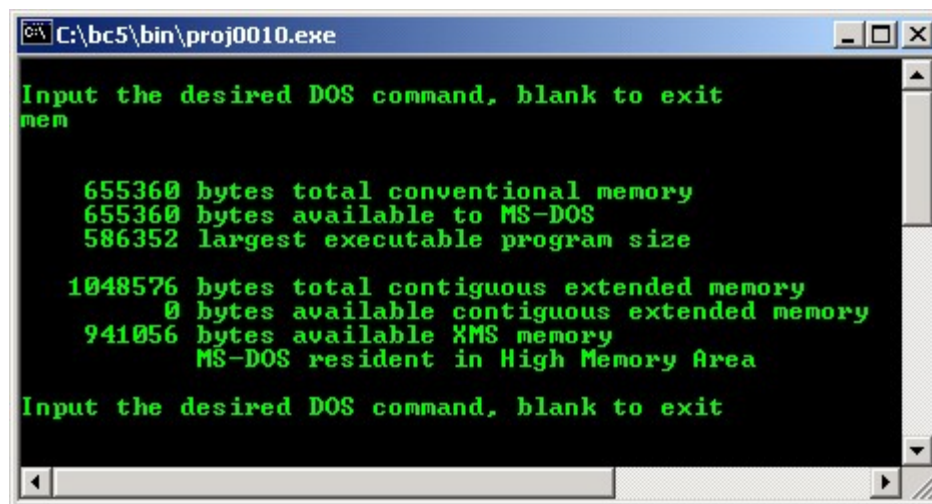 C:\bc5\bin\proj0010.exe
Input the desired DOS command, blank to exit
mem
655360 bytes total conventional memory
655360 bytes available to MS-DOS
586352 largest executable program size
1048576 bytes total contiguous extended memory
0 bytes available contiguous extended memory
941056 bytes available XMS memory
MS-DOS resident in High Memory Area
Input the desired DOS command, blank to exit